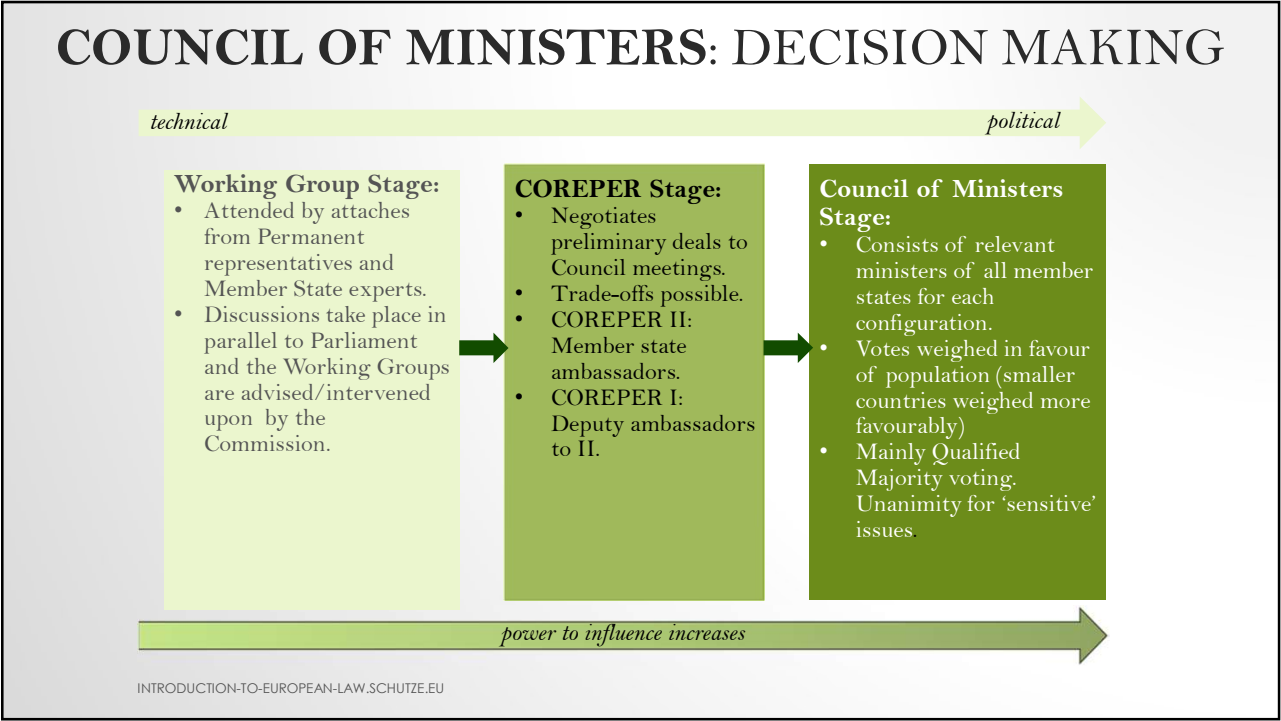 COUNCIL OF MINISTERS: DECISION MAKING
technical
political
Working Group Stage:
• Attended by attaches
from Permanent
representatives and
Member State experts.
• Discussions take place in
parallel to Parliament
and the Working Groups
are advised/intervened
upon by the
Commission.
COREPER Stage:
• Negotiates
preliminary deals to
Council meetings.
• Trade-offs possible.
• COREPER II:
Member state
ambassadors.
• COREPER I:
Deputy ambassadors
to II.
Council of Ministers
Stage:
• Consists of relevant
ministers of all member
states for each
configuration.
• Votes weighed in favour
of population (smaller
countries weighed more
favourably)
• Mainly Qualified
Majority voting.
Unanimity for ‘sensitive’
issues.
power to influence increases
INTRODUCTION-TO-EUROPEAN-LAW.SCHUTZE.EU